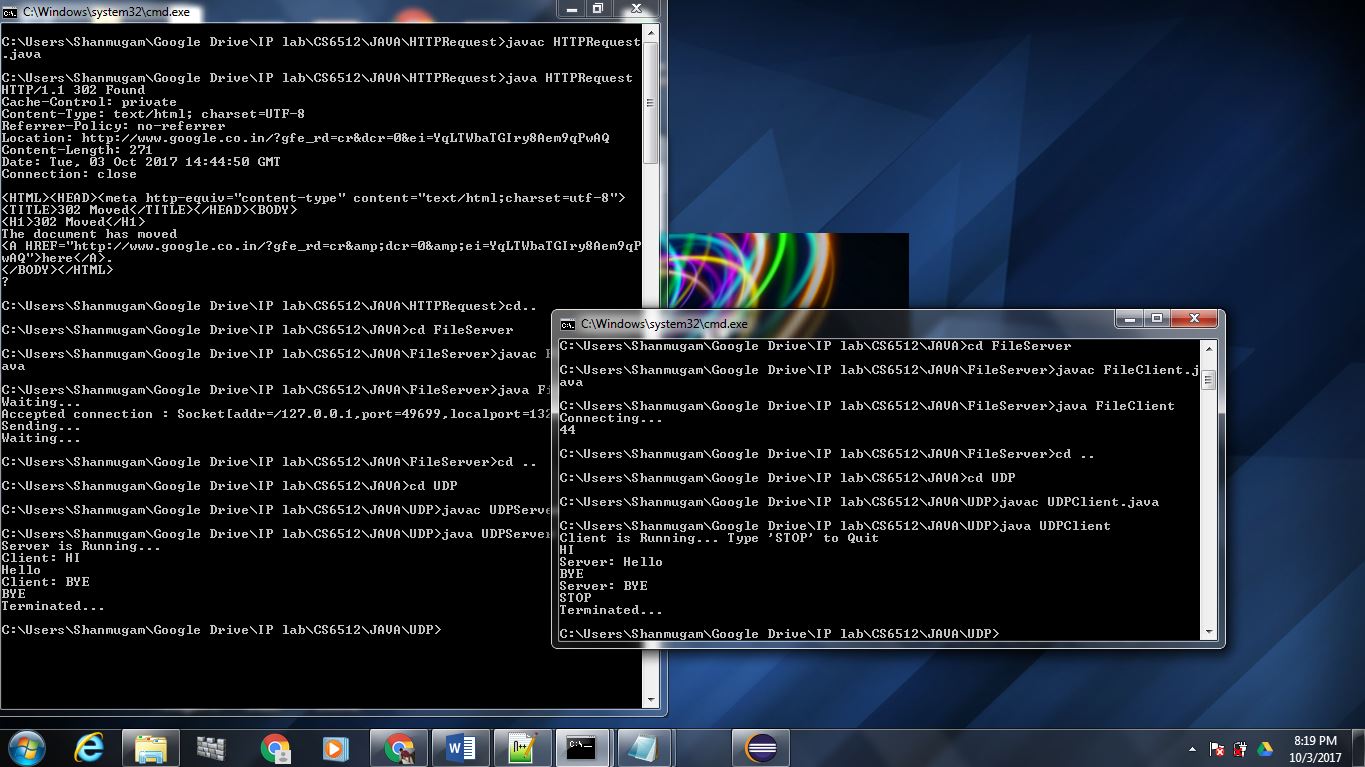 C:\Windows\system32\cmd.exe
C:\Users\Shanmugam\Google Drive\IP lab\CS6512\JAVA\HTTPRequest>javac HTTPRequest
.java
C:\Users\Shanmugam\Google Drive\IP lab\CS6512\JAVA\HTTPRequest>java HTTPRequest
HTTP/1.1 302 Found
Cache-Control: private
Content-Type: text/html; charset=UTF-8
Referrer-Policy: no-referrer
Location: http://www.google.co.in/?gfe_rd=cr&dcr=0&ei=YqLTWbaTGIry8Aem9qPwAQ
Content-Length: 271
Date: Tue, 03 Oct 2017 14:44:50 GMT
Connection: close
<HTML><HEAD><meta http-equiv="content-type" content="text/html;charset=utf-8">
<TITLE>302 Moved</TITLE></HEAD><BODY>
<H1>302 Moved</H1>
The document has moved
<A HREF="http://www.google.co.in/?gfe_rd=cr&amp;dcr=0&amp;ei=YqLTWbaTGIry8Aem9qP
wAQ">here</A>.
</BODY></HTML>
?
C:\Users\Shanmugam\Google Drive\IP lab\CS6512\JAVA\HTTPRequest>cd..
C:\Users\Shanmugam\Google Drive\IP lab\CS6512\JAVA>cd FileServer
C:\Users\Shanmugam\Google Drive\IP lab\CS6512\JAVA\FileServer>javac
ava
C:\Users\Shanmugam\Google Drive\IP lab\CS6512\JAVA\FileServer>java Fi
Waiting...
Accepted connection : Socket[addr=/127.0.0.1,port=49699,localport=132
Sending...
Waiting...
C:\Users\Shanmugam\Google Drive\IP lab\CS6512\JAVA\FileServer>cd ..
C:\Users\Shanmugam\Google Drive\IP lab\CS6512\JAVA>cd UDP
C:\Users\Shanmugam\Google Drive\IP lab\CS6512\JAVA\UDP>javac UDPServe
C:\Users\Shanmugam\Google Drive\IP lab\CS6512\JAVA\UDP>java UDPServer
Server is Running...
Client: HI
Hello
Client: BYE
BYE
Terminated...
C:\Users\Shanmugam\Google Drive\IP lab\CS6512\JAVA\UDP>
C:\Windows\system32\cmd.exe
C:\Users\Shanmugam\Google Drive\IP lab\CS6512\JAVA>cd FileServer
C:\Users\Shanmugam\Google Drive\IP lab\CS6512\JAVA\FileServer>javac FileClient.j
ava
C:\Users\Shanmugam\Google Drive\IP lab\CS6512\JAVA\FileServer>java FileClient
Connecting...
44
C:\Users\Shanmugam\Google Drive\IP lab\CS6512\JAVA\FileServer>cd ..
C:\Users\Shanmugam\Google Drive\IP lab\CS6512\JAVA>cd UDP
C:\Users\Shanmugam\Google Drive\IP lab\CS6512\JAVA\UDP>javac UDPClient.java
C:\Users\Shanmugam\Google Drive\IP lab\CS6512\JAVA\UDP>java UDPClient
Client is Running... Type 'STOP' to Quit
HI
Server: Hello
BYE
Server: BYE
STOP
Terminated...
C:\Users\Shanmugam\Google Drive\IP lab\CS6512\JAVA\UDP>
8:19 PM
10/3/2017